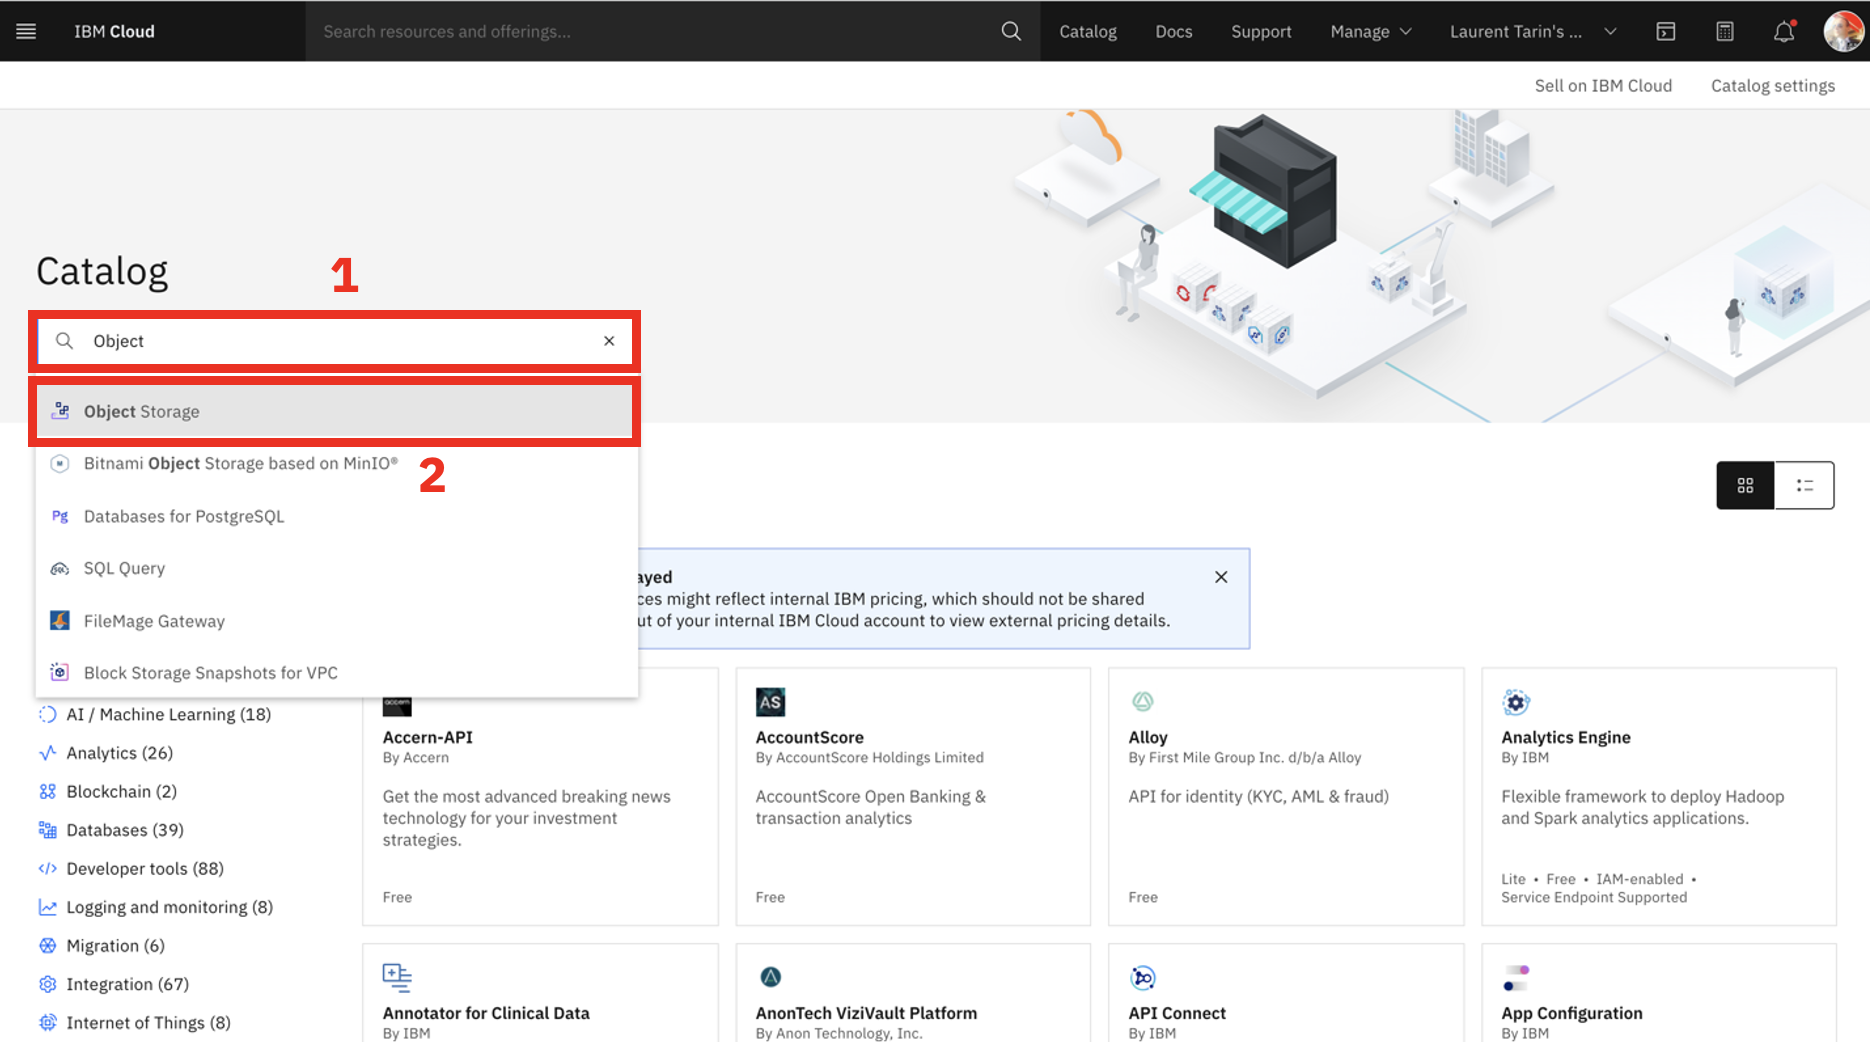 IBM Cloud
Search resources and offerings...
Catalog
Docs
Support
Manage
Laurent Tarin's ...
Sell on IBM Cloud
Catalog settings
Catalog
1
Object
Object Storage
Bitnami Object Storage based on MinIO®
2
Pg Databases for PostgreSQL
SQL Query
FileMage Gateway
Block Storage Snapshots for VPC
ayed
ces might reflect internal IBM pricing, which should not be shared
ut of your internal IBM Cloud account to view external pricing details.
AI / Machine Learning (18)
Analytics (26)
Blockchain (2)
Databases (39)
Developer tools (88)
Logging and monitoring (8)
Migration (6)
Integration (67)
Internet of Things (8)
accern
Accern-API
By Accern
Get the most advanced breaking news
technology for your investment
strategies.
Free
AS
AccountScore
By AccountScore Holdings Limited
AccountScore Open Banking &
transaction analytics
Free
Alloy
By First Mile Group Inc. d/b/a Alloy
API for identity (KYC, AML & fraud)
Free
Analytics Engine
By IBM
Flexible framework to deploy Hadoop
and Spark analytics applications.
Lite • Free • IAM-enabled •
Service Endpoint Supported
Annotator for Clinical Data
By IBM
AnonTech ViziVault Platform
By Anon Technology, Inc.
API Connect
By IBM
App Configuration
By IBM